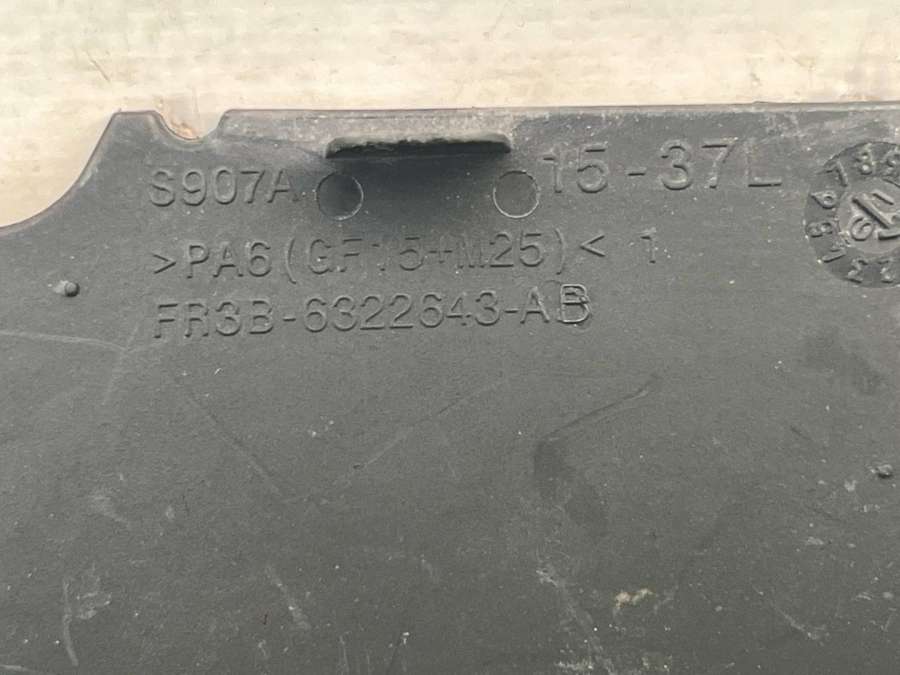 S907A 15-37L
>PA6(GF15+M25)< 1
FR3B-6322643-AB